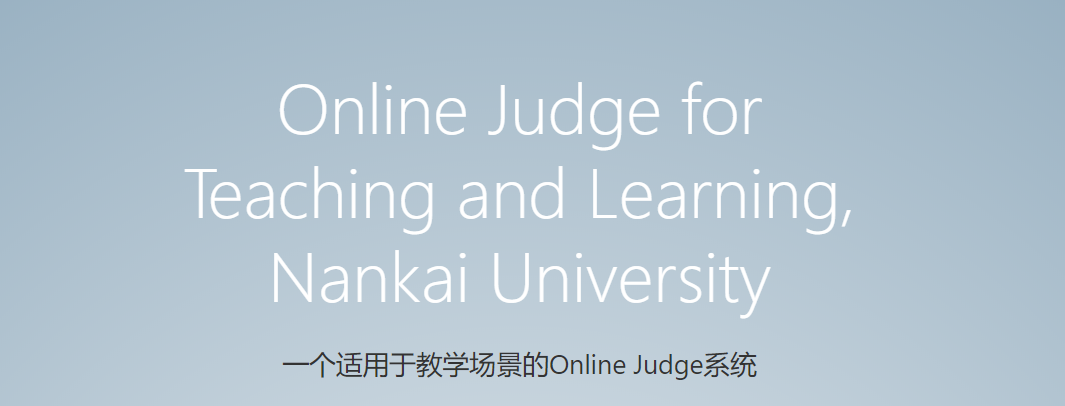 Online Judge for
Teaching and Learning,
Nankai University
一个适用于教学场景的Online Judge系统